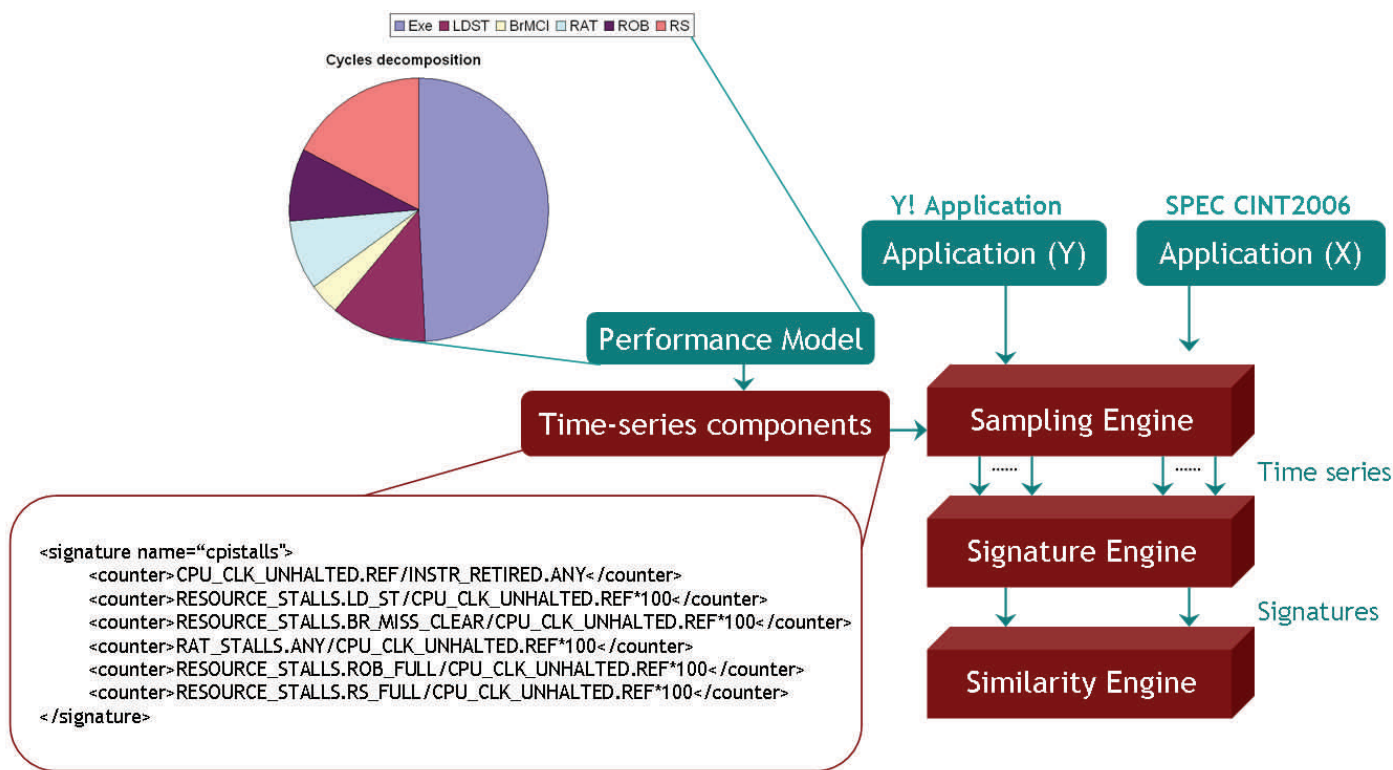 Exe LDST BrMCI RAT ROB RS
Cycles decomposition
Y! Application
SPEC CINT2006
Application (Y)
Application (X)
Performance Model
Time-series components
Sampling Engine
...... ......
Time series
Signature Engine
Signatures
Similarity Engine
<signature name=“cpistalls">
<counter>CPU_CLK_UNHALTED.REF/INSTR_RETIRED.ANY</counter>
<counter>RESOURCE_STALLS.LD_ST/CPU_CLK_UNHALTED.REF*100</counter>
<counter>RESOURCE_STALLS.BR_MISS_CLEAR/CPU_CLK_UNHALTED.REF*100</counter>
<counter>RAT_STALLS.ANY/CPU_CLK_UNHALTED.REF*100</counter>
<counter>RESOURCE_STALLS.ROB_FULL/CPU_CLK_UNHALTED.REF*100</counter>
<counter>RESOURCE_STALLS.RS_FULL/CPU_CLK_UNHALTED.REF*100</counter>
</signature>